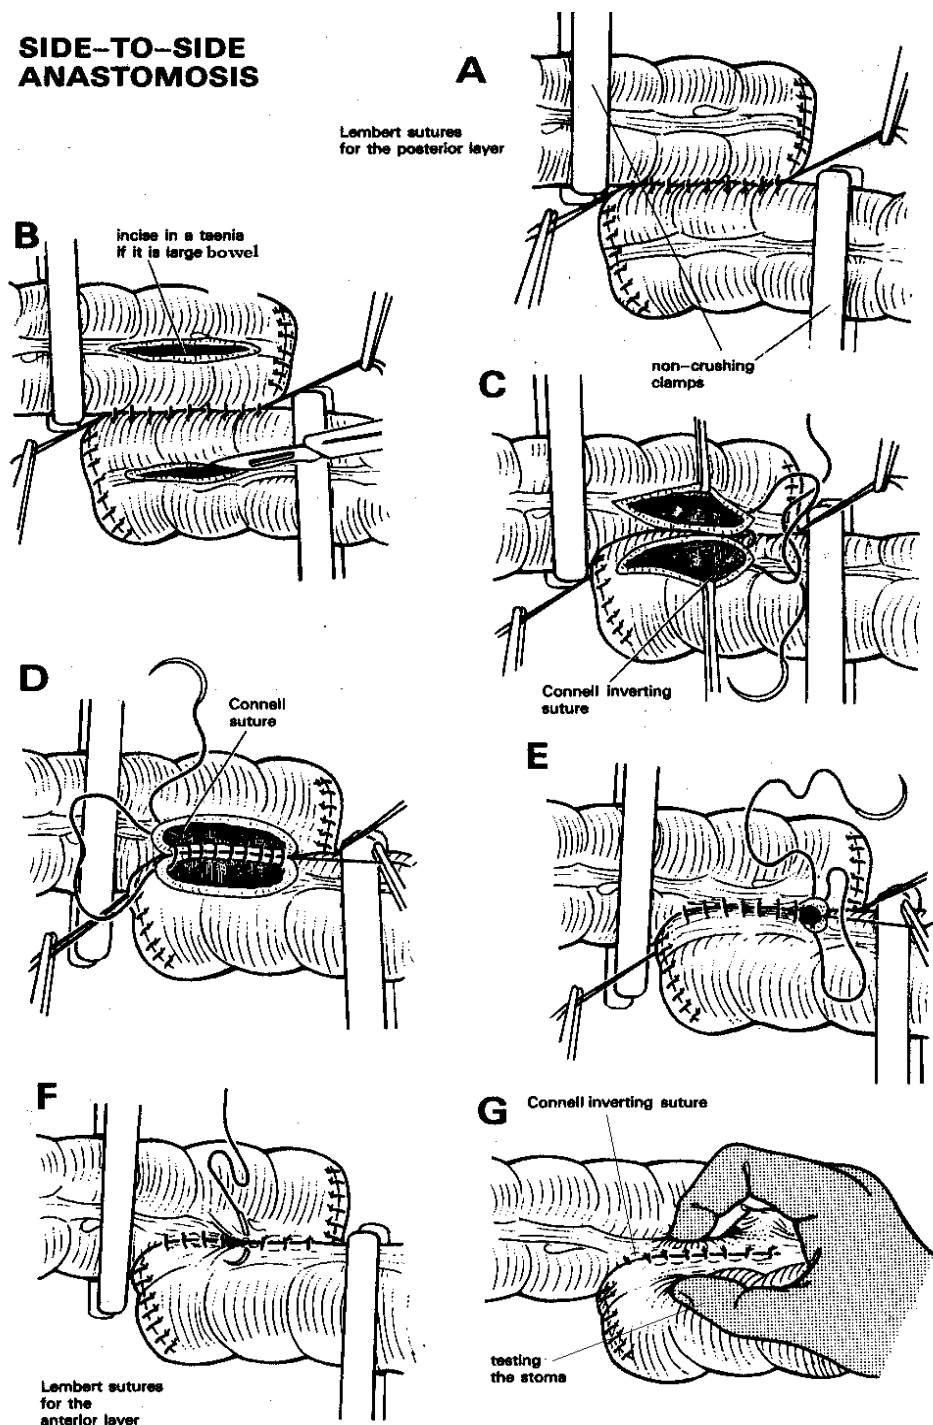 SIDE-TO-SIDE
ANASTOMOSIS
A
Lembert sutures
for the posterior layer
non-crushing
clamps
B
incise in a taenia
if it is large bowel
C
Connell inverting
suture
D
Connell
suture
E
F
Lembert sutures
for the
anterior layer
G
Connell inverting suture
testing
the stoma